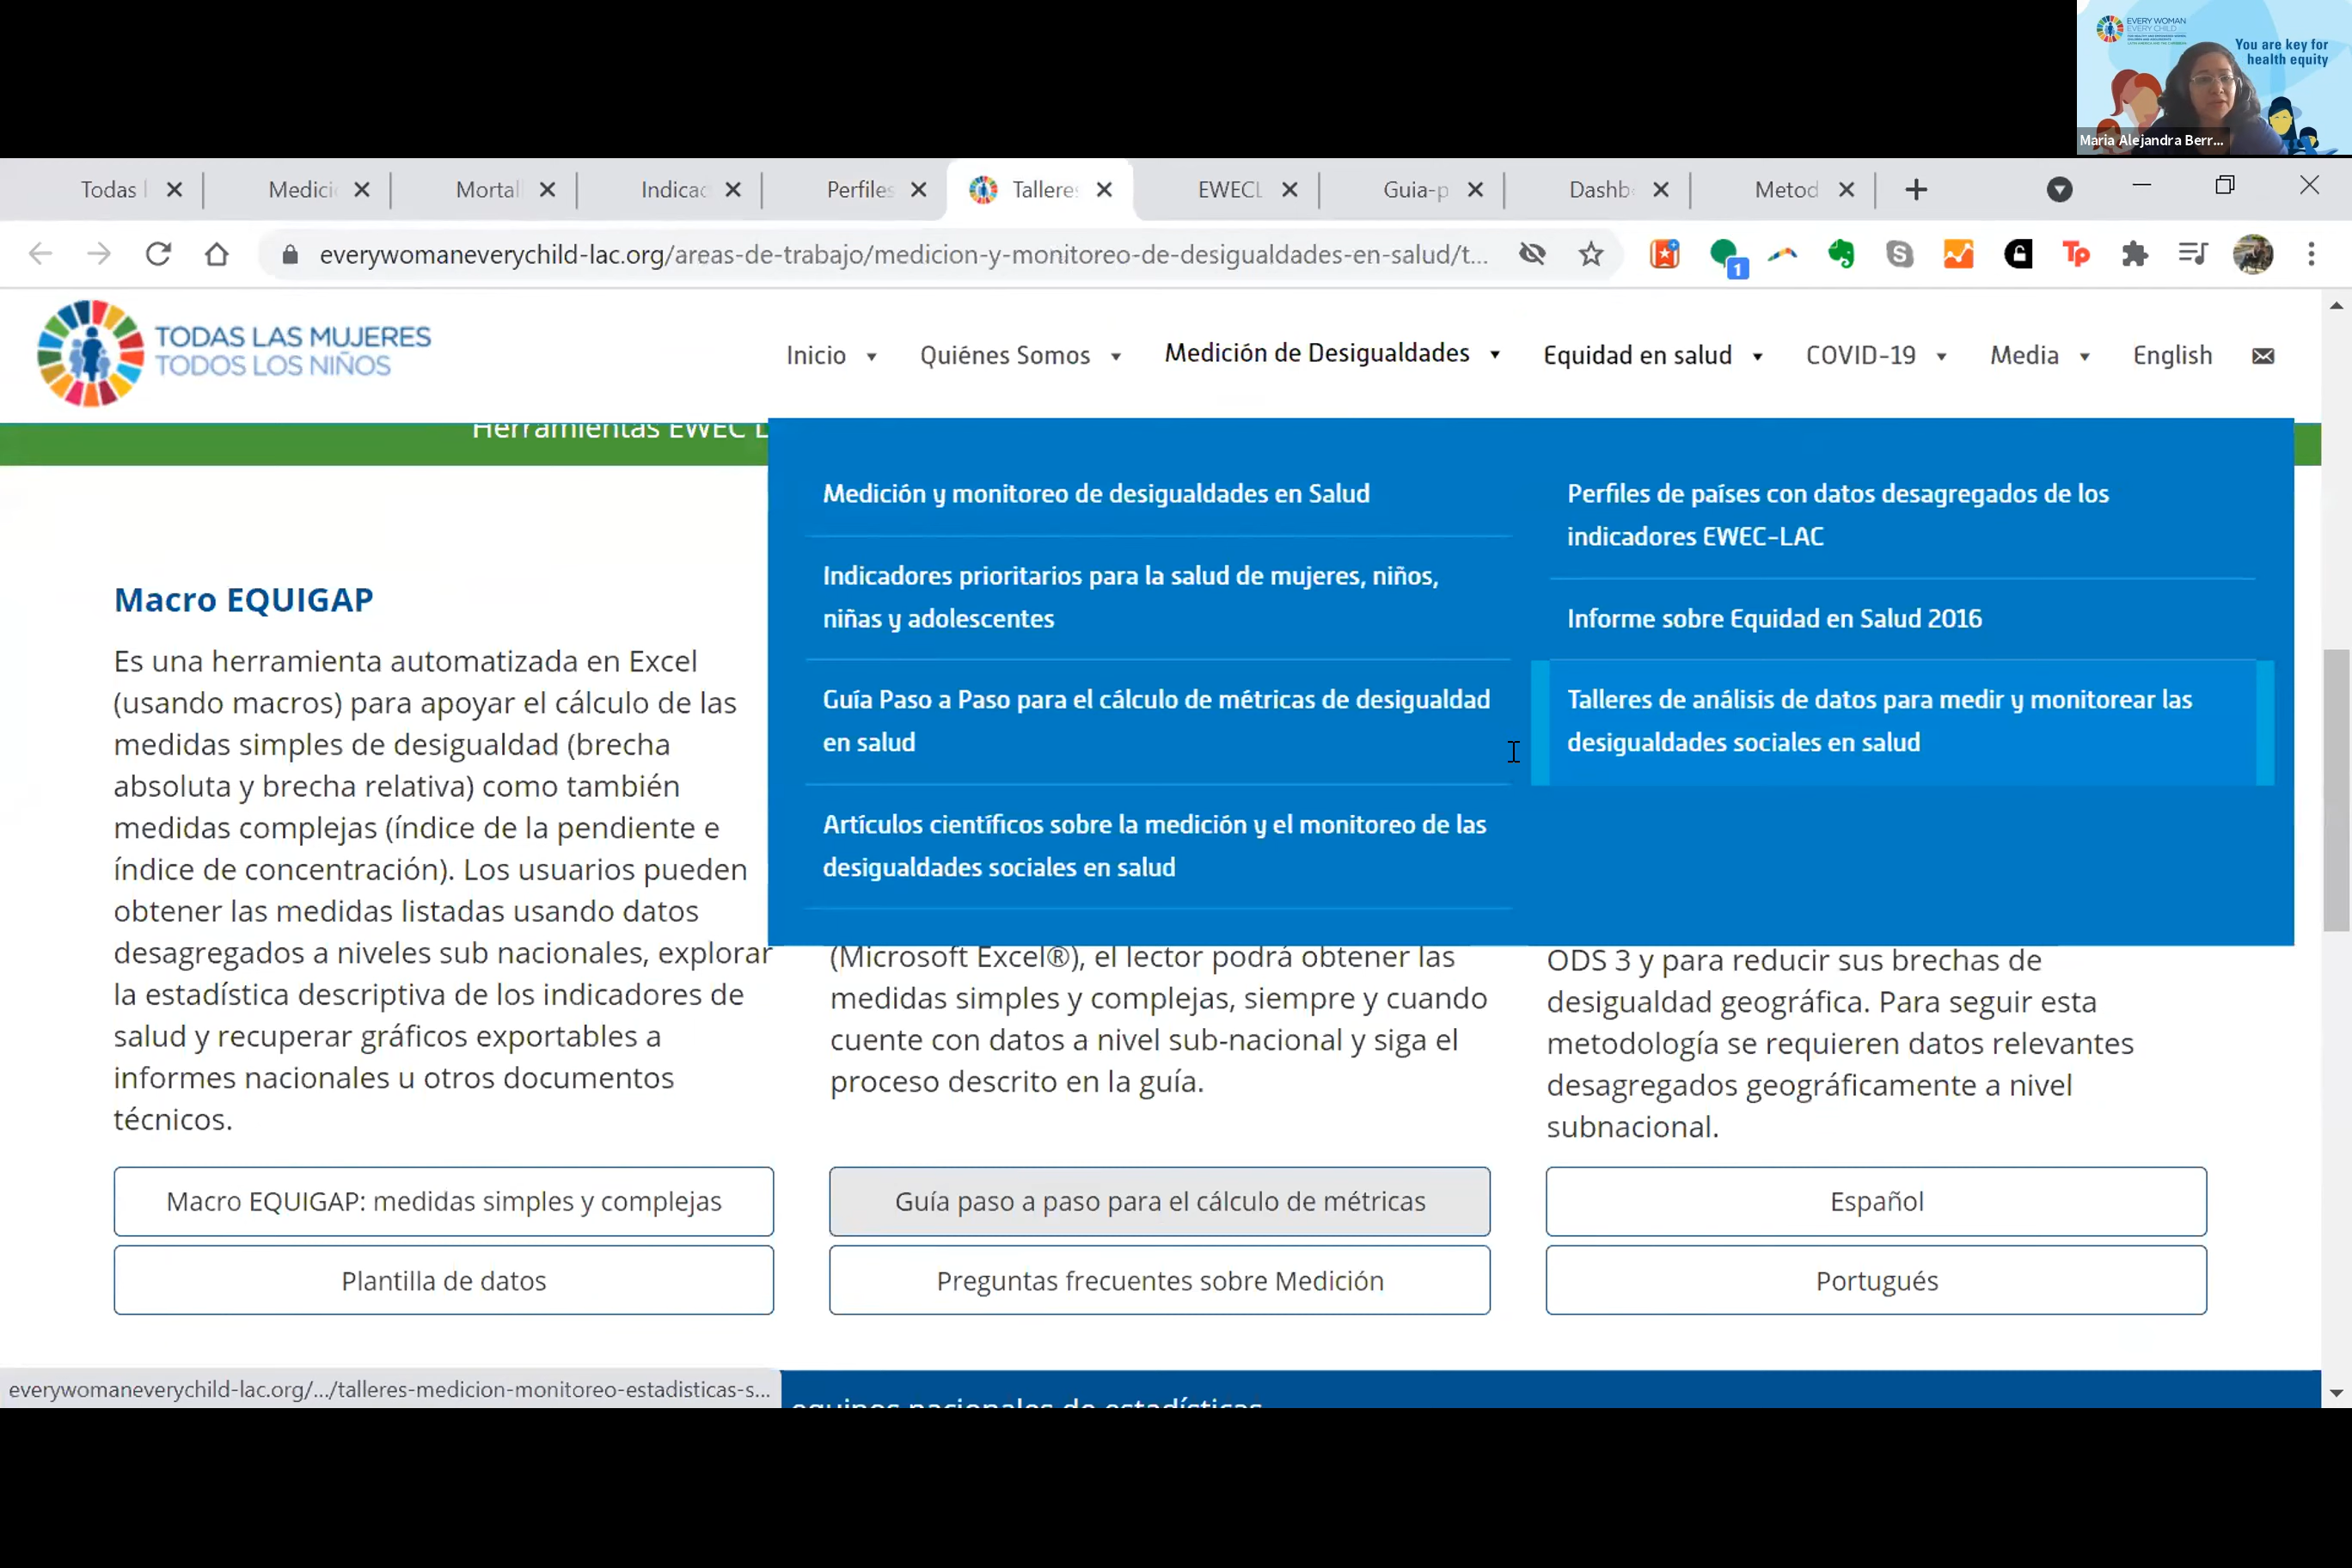 EVERY WOMAN
EVERY CHILD
You are key for
health equity
Maria Alejandra Berr...
Todas
Medici
Mortal
Indicac
Perfiles
Talleres
EWECL
Guia-p
Dashb
Metod
everywomaneverychild-lac.org/areas-de-trabajo/medicion-y-monitoreo-de-desigualdades-en-salud/t...
1
S
Tp
TODAS LAS MUJERES
TODOS LOS NIÑOS
Inicio
Quiénes Somos
Medición de Desigualdades
Equidad en salud
COVID-19
Media
English
Herramientas EWEC L
Medición y monitoreo de desigualdades en Salud
Indicadores prioritarios para la salud de mujeres, niños,
niñas y adolescentes
Guía Paso a Paso para el cálculo de métricas de desigualdad
en salud
Artículos científicos sobre la medición y el monitoreo de las
desigualdades sociales en salud
Perfiles de países con datos desagregados de los
indicadores EWEC-LAC
Informe sobre Equidad en Salud 2016
Talleres de análisis de datos para medir y monitorear las
desigualdades sociales en salud
Macro EQUIGAP
Es una herramienta automatizada en Excel
(usando macros) para apoyar el cálculo de las
medidas simples de desigualdad (brecha
absoluta y brecha relativa) como también
medidas complejas (índice de la pendiente e
índice de concentración). Los usuarios pueden
obtener las medidas listadas usando datos
desagregados a niveles sub nacionales, explorar
la estadística descriptiva de los indicadores de
salud y recuperar gráficos exportables a
informes nacionales u otros documentos
técnicos.
Macro EQUIGAP: medidas simples y complejas
Plantilla de datos
(Microsoft Excel®), el lector podrá obtener las
medidas simples y complejas, siempre y cuando
cuente con datos a nivel sub-nacional y siga el
proceso descrito en la guía.
Guía paso a paso para el cálculo de métricas
Preguntas frecuentes sobre Medición
ODS 3 y para reducir sus brechas de
desigualdad geográfica. Para seguir esta
metodología se requieren datos relevantes
desagregados geográficamente a nivel
subnacional.
Español
Portugués
everywomaneverychild-lac.org/.../talleres-medicion-monitoreo-estadisticas-s...
equipos nacionales de estadísticas